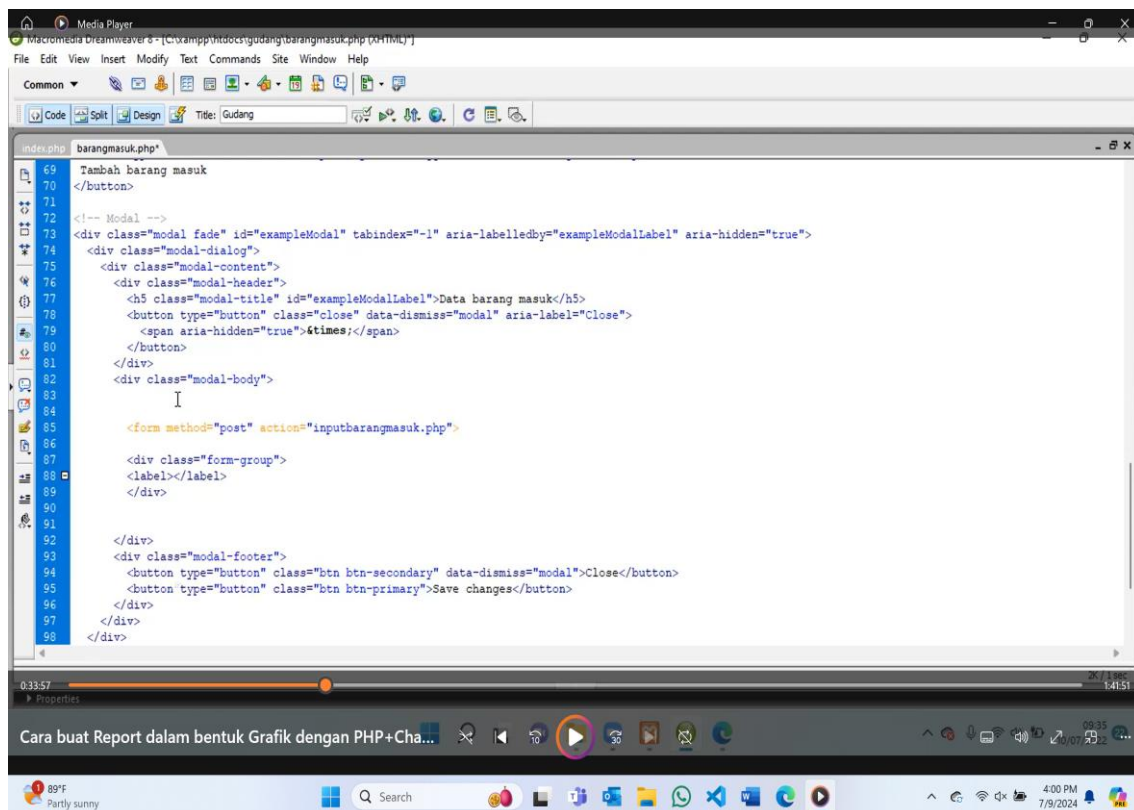 Media Player
Macromedia Dreamweaver 8 - [C:\xampp\htdocs\gudang\barangmasuk.php (XHTML)*]
File Edit View Insert Modify Text Commands Site Window Help
Common
Code Split Design Title: Gudang
index.php barangmasuk.php*
69 Tambah barang masuk
70 </button>
71
72 <!-- Modal -->
73 <div class="modal fade" id="exampleModal" tabindex="-1" aria-labelledby="exampleModalLabel" aria-hidden="true">
74 <div class="modal-dialog">
75 <div class="modal-content">
76 <div class="modal-header">
77 <h5 class="modal-title" id="exampleModalLabel">Data barang masuk</h5>
78 <button type="button" class="close" data-dismiss="modal" aria-label="Close">
79 <span aria-hidden="true">&times;</span>
80 </button>
81 </div>
82 <div class="modal-body">
83
84
85 <form method="post" action="inputbarangmasuk.php">
86
87 <div class="form-group">
88 <label></label>
89 </div>
90
91
92 </div>
93 <div class="modal-footer">
94 <button type="button" class="btn btn-secondary" data-dismiss="modal">Close</button>
95 <button type="button" class="btn btn-primary">Save changes</button>
96 </div>
97 </div>
98 </div>
2K / 1 sec
0:33:57 1:41:51
Properties
Cara buat Report dalam bentuk Grafik dengan PHP+Cha...
10 30
09:35
89°F
Partly sunny
Search
4:00 PM
7/9/2024